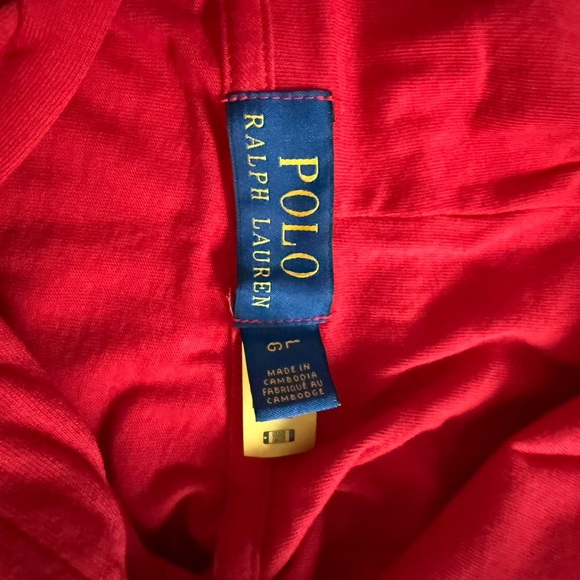 POLO
RALPH LAUREN
L
G
MADE IN
CAMBODIA
FABRIQUÉ AU
CAMBODGE